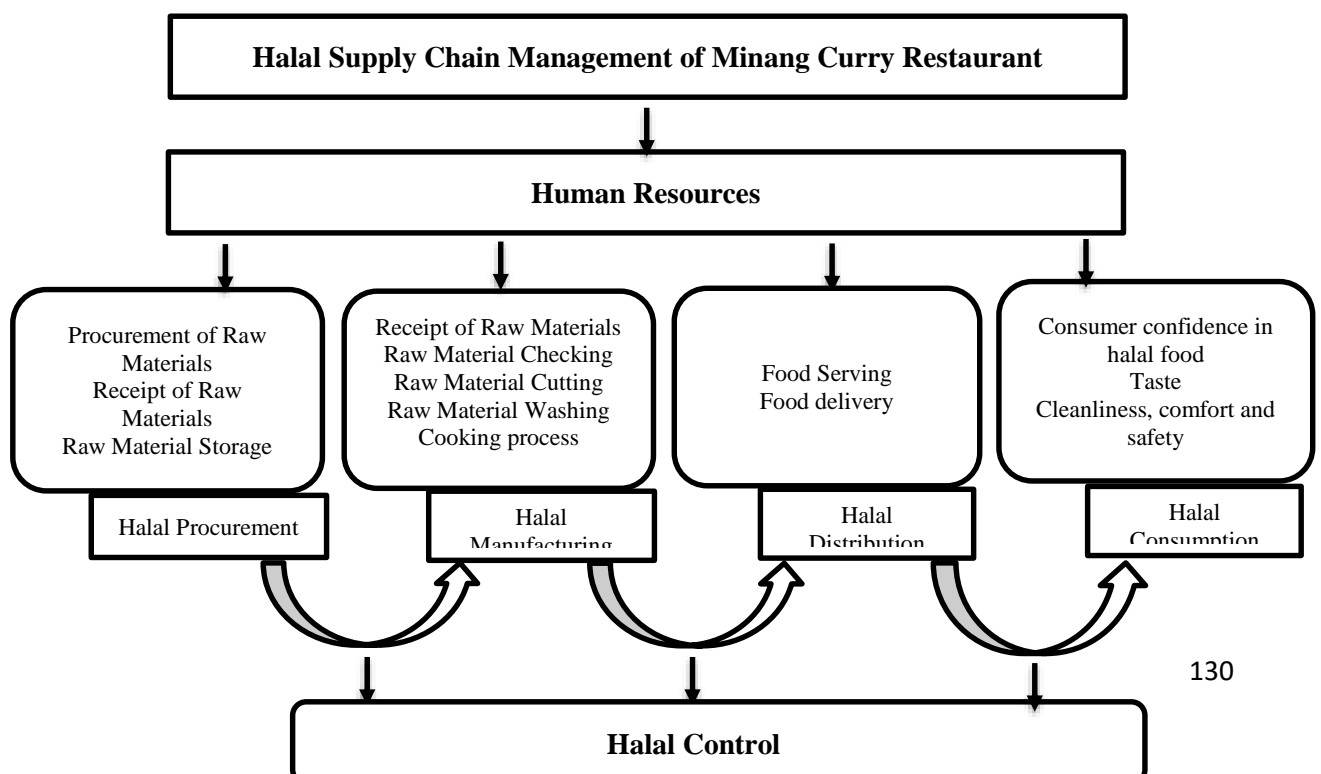 Halal Supply Chain Management of Minang Curry Restaurant
Human Resources
Procurement of Raw
Materials
Receipt of Raw
Materials
Raw Material Storage
Halal Procurement
Receipt of Raw Materials
Raw Material Checking
Raw Material Cutting
Raw Material Washing
Cooking process
Halal
Manufacturing
Food Serving
Food delivery
Halal
Distribution
Consumer confidence in
halal food
Taste
Cleanliness, comfort and
safety
Halal
Consumption
130
Halal Control